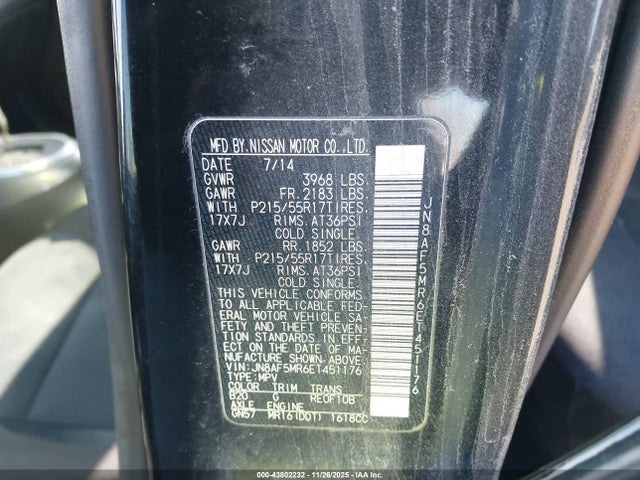 MFD BY NISSAN MOTOR CO.,LTD.
DATE 7/14
GVWR 3968 LBS.
GAWR FR.2183 LBS.
WITH P215/55R17TIRES.
17X7J RIMS.AT36PSI
COLD SINGLE.
GAWR RR.1852 LBS
WITH P215/55R17TIRES.
17X7J RIMS.AT36PSI
COLD SINGLE.
THIS VEHICLE CONFORMS
TO ALL APPLICABLE FED-
ERAL MOTOR VEHICLE SA-
FETY AND THEFT PREVEN-
TION STANDARDS IN EFF-
ECT ON THE DATE OF MA-
NUFACTURE SHOWN ABOVE.
VIN:JN8AF5MR6ET451176
TYPE:MPV
COLOR TRIM TRANS
B20 G RE0F10B
AXLE ENGINE
GN57 MR16(DDT) 1618CC
JN8AF5MR6ET451176
000-43802232 - 11/26/2025 - IAAI.COM